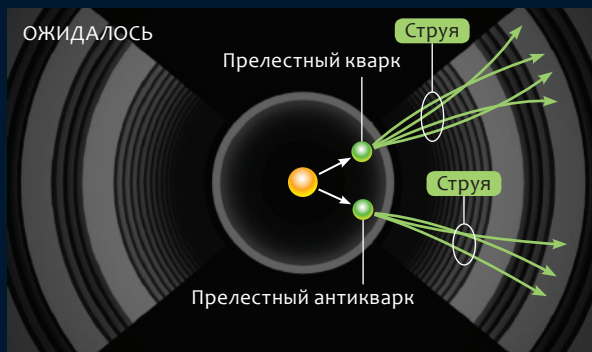 ОЖИДАЛОСЬ
Струя
Прелестный кварк
Струя
Прелестный антикварк